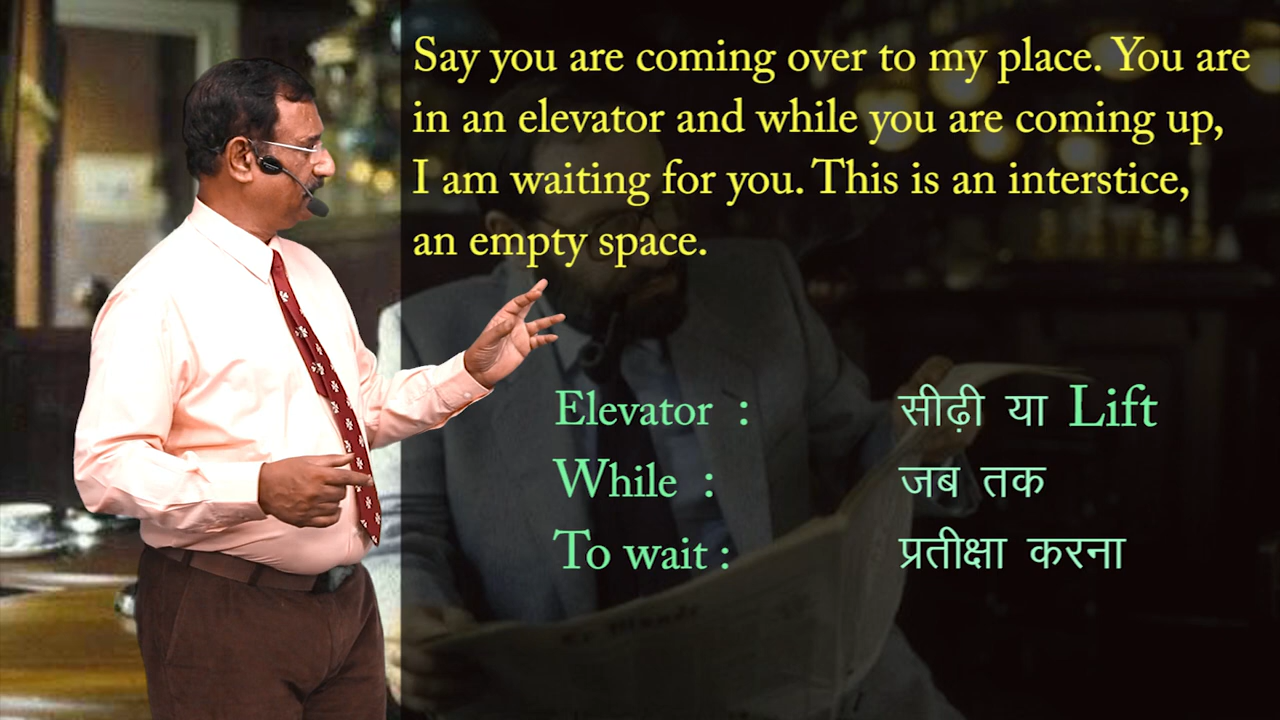 Say you are coming over to my place. You are
in an elevator and while you are coming up,
I am waiting for you. This is an interstice,
an empty space.
Elevator : सीढ़ी या Lift
While : जब तक
To wait : प्रतीक्षा करना
Le Monde